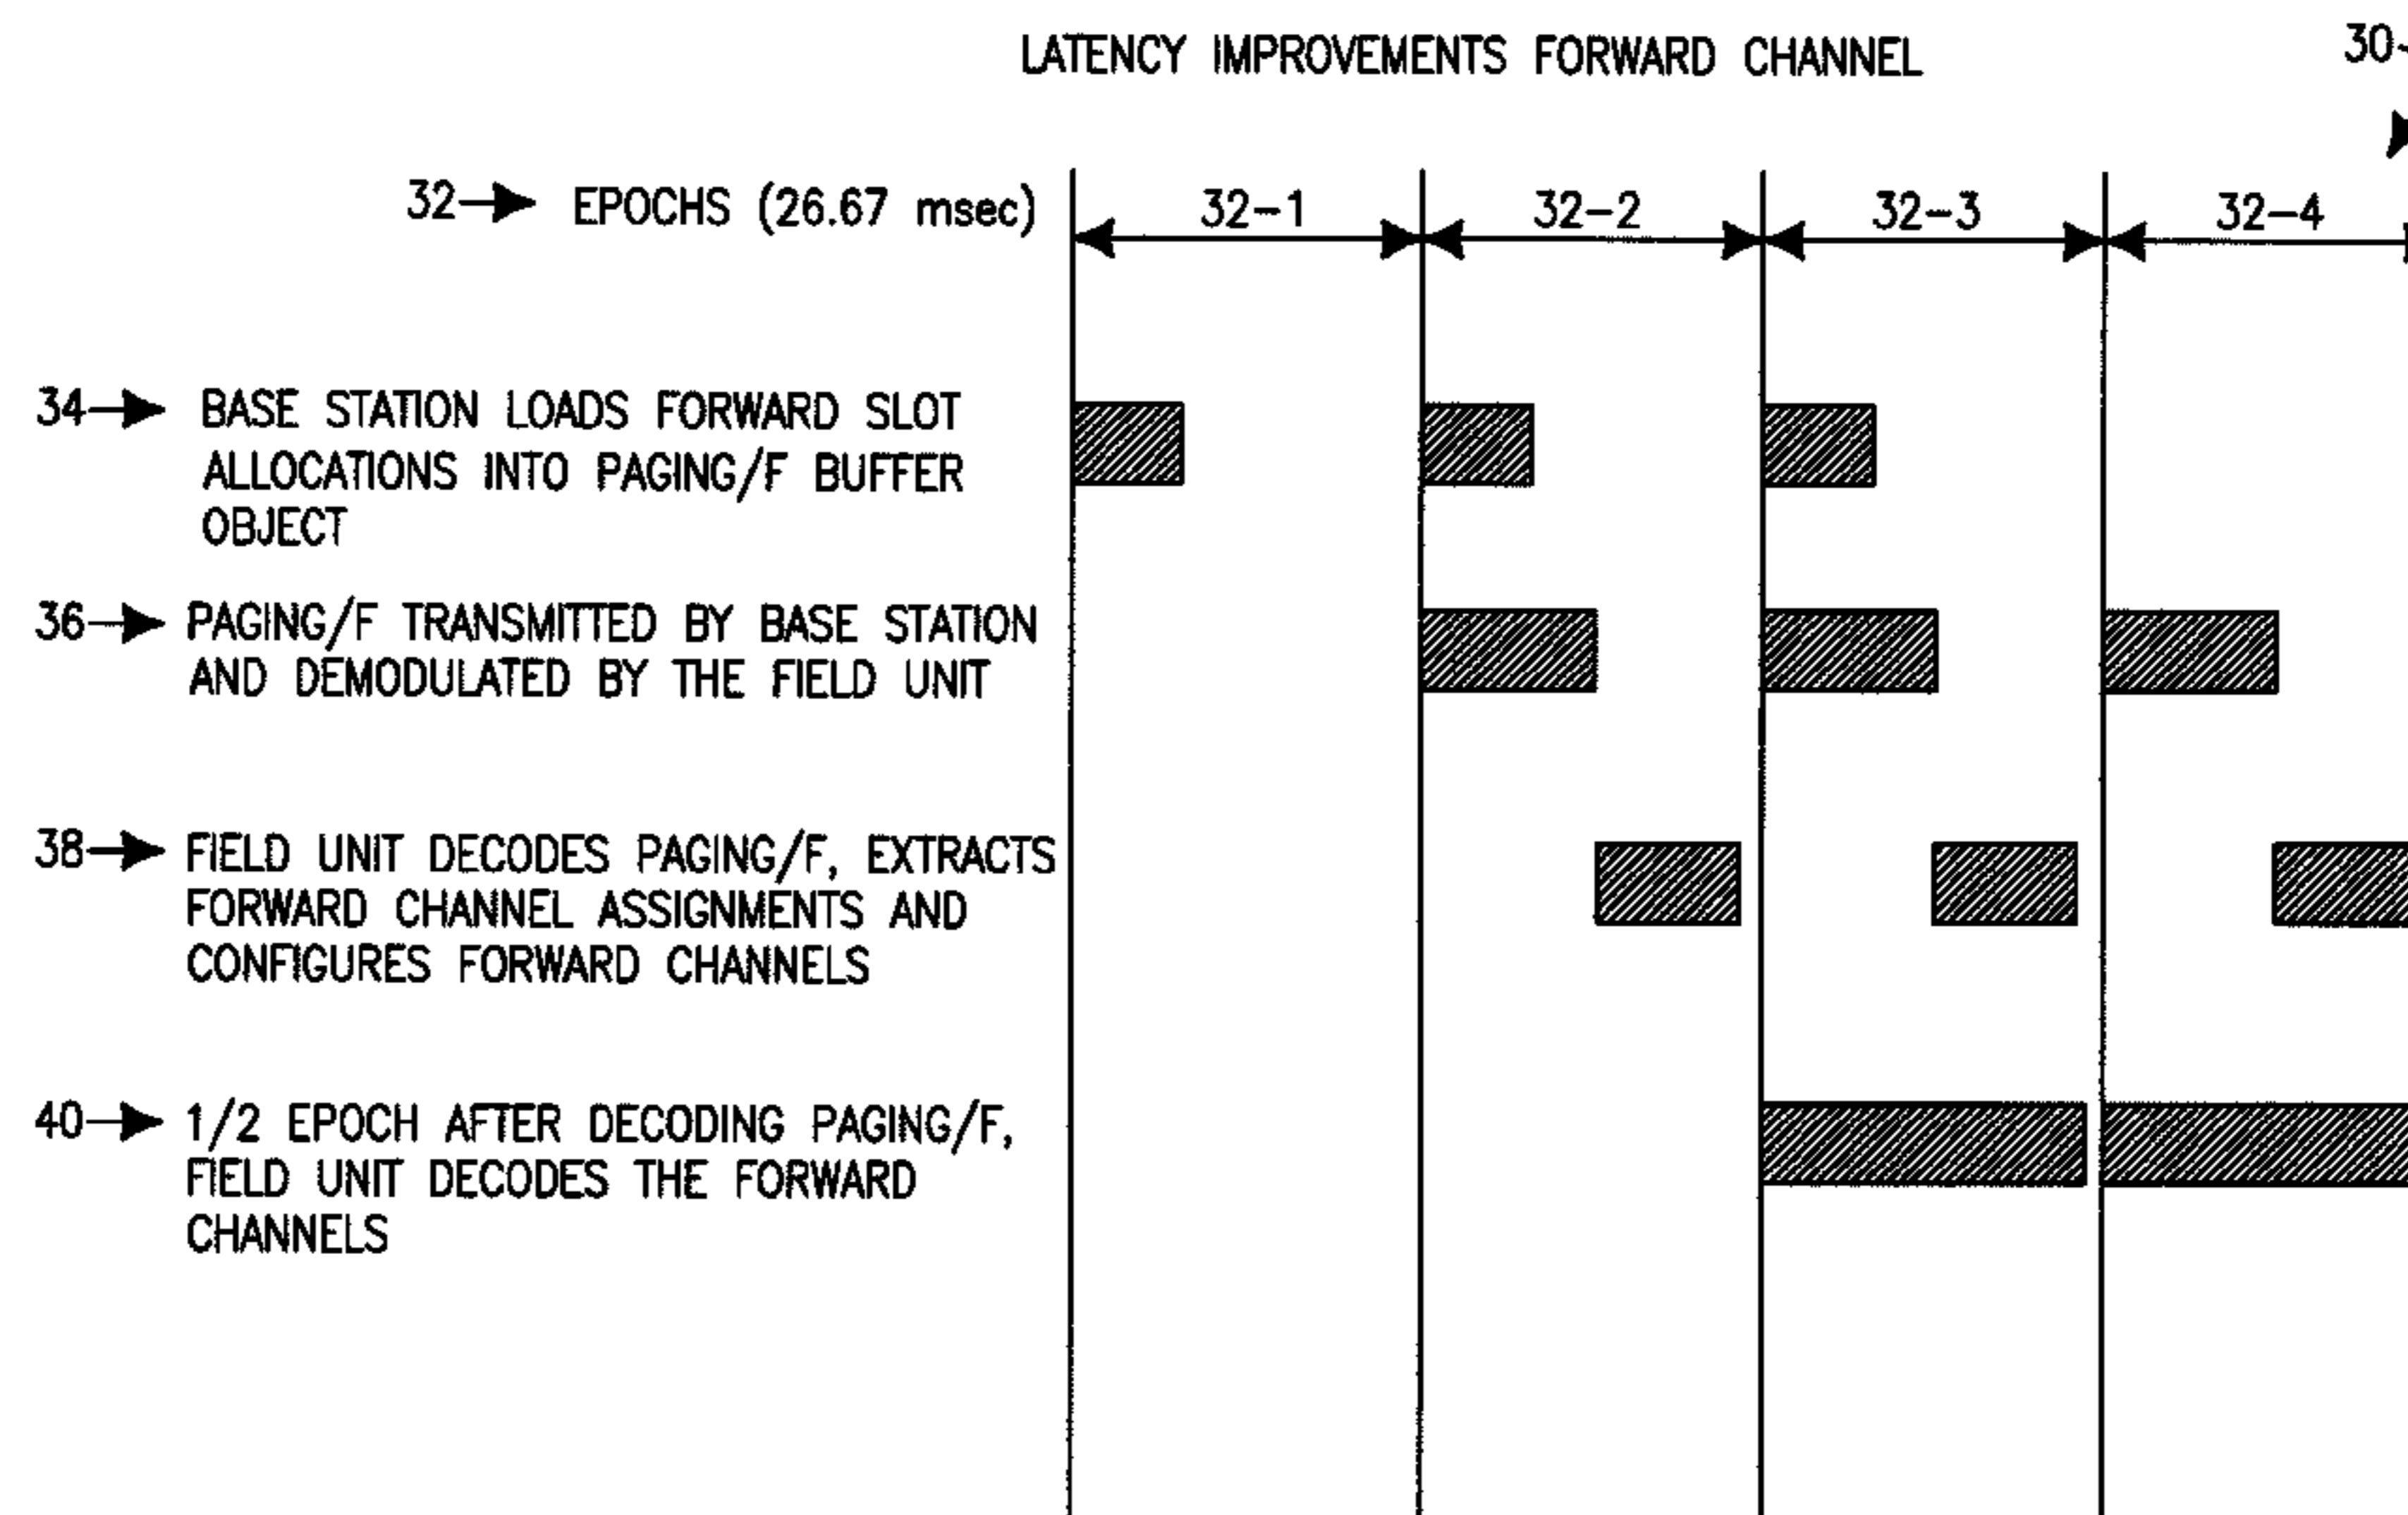 LATENCY IMPROVEMENTS FORWARD CHANNEL
30
32 EPOCHS (26.67 msec)
32-1
32-2
32-3
32-4
34 BASE STATION LOADS FORWARD SLOT
ALLOCATIONS INTO PAGING/F BUFFER
OBJECT
36 PAGING/F TRANSMITTED BY BASE STATION
AND DEMODULATED BY THE FIELD UNIT
38 FIELD UNIT DECODES PAGING/F, EXTRACTS
FORWARD CHANNEL ASSIGNMENTS AND
CONFIGURES FORWARD CHANNELS
40 1/2 EPOCH AFTER DECODING PAGING/F,
FIELD UNIT DECODES THE FORWARD
CHANNELS